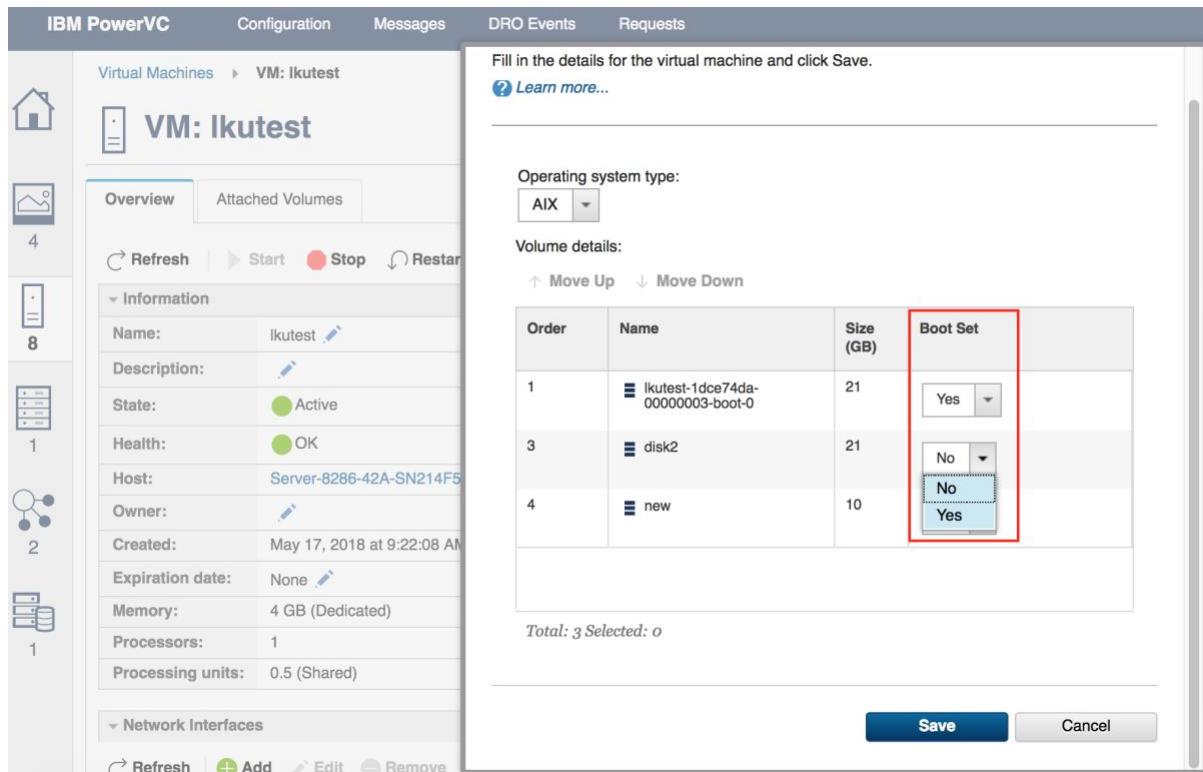 IBM PowerVC Configuration Messages DRO Events Requests
Virtual Machines VM: lkutest
VM: lkutest
Overview Attached Volumes
Refresh Start Stop Restar
Information
Name: lkutest
Description:
State: Active
Health: OK
Host: Server-8286-42A-SN214F5
Owner:
Created: May 17, 2018 at 9:22:08 AM
Expiration date: None
Memory: 4 GB (Dedicated)
Processors: 1
Processing units: 0.5 (Shared)
Network Interfaces
Refresh Add Edit Remove
4
8
1
2
1
Fill in the details for the virtual machine and click Save.
? Learn more...
Operating system type:
AIX
Volume details:
Move Up Move Down
Order Name Size Boot Set
(GB)
1 lkutest-1dce74da- 21 Yes
00000003-boot-0
3 disk2 21 No
No
4 new 10
Yes
Total: 3 Selected: 0
Save Cancel